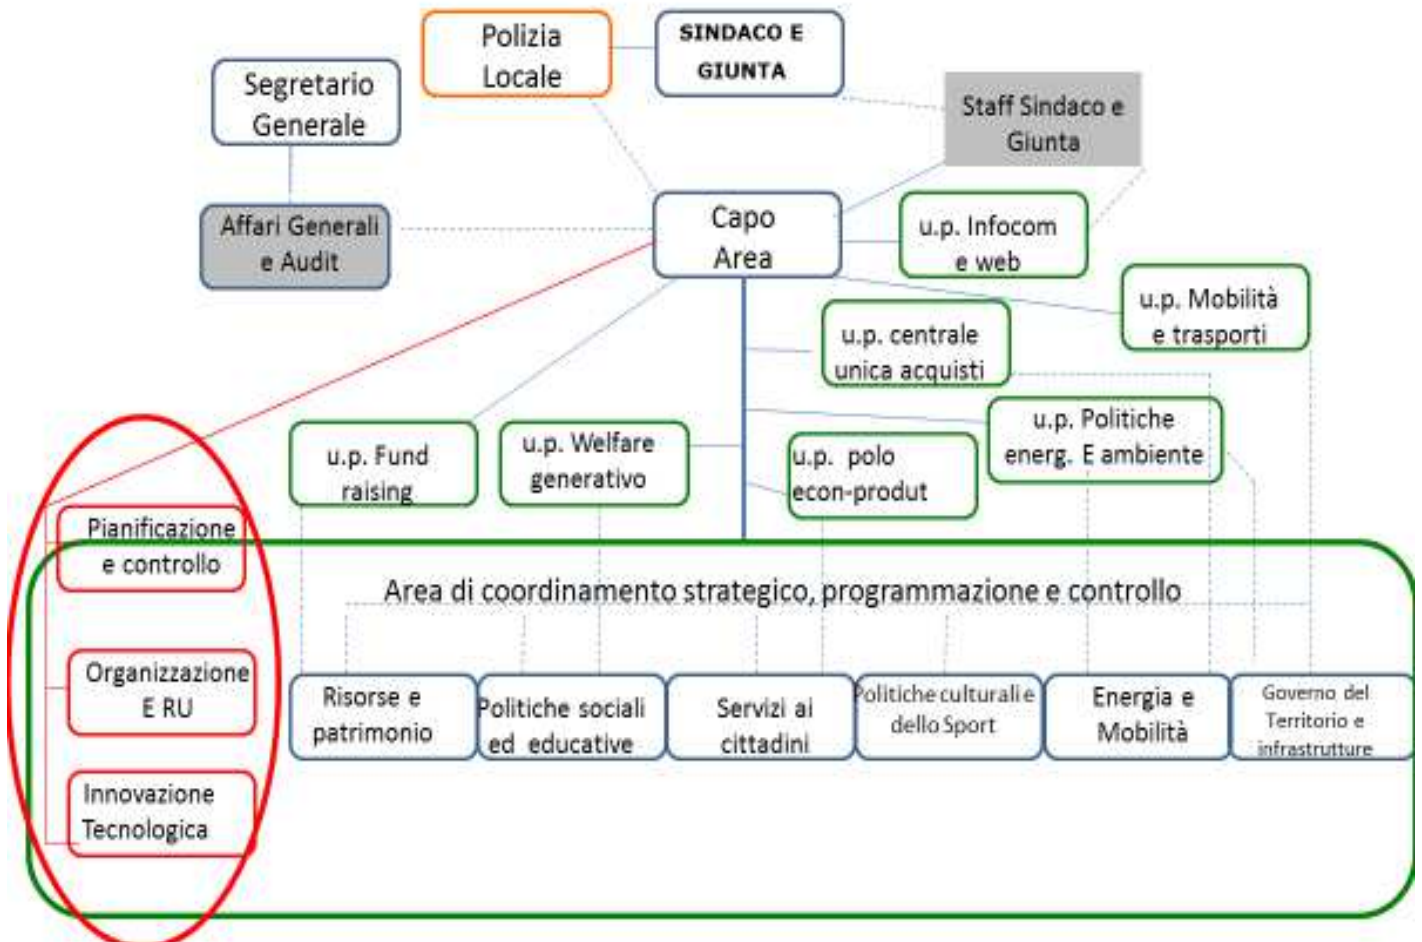 Polizia
Locale
SINDACO E
GIUNTA
Segretario
Generale
Staff Sindaco e
Giunta
Affari Generali
e Audit
Capo
Area
u.p. Infocom
e web
u.p. Mobilità
e trasporti
u.p. centrale
unica acquisti
u.p. Fund
raising
u.p. Welfare
generativo
u.p. polo
econ-produt
u.p. Politiche
energ. E ambiente
Pianificazione
e controllo
Area di coordinamento strategico, programmazione e controllo
Organizzazione
E RU
Risorse e
patrimonio
Politiche sociali
ed educative
Servizi ai
cittadini
Politiche culturali e
dello Sport
Energia e
Mobilità
Governo del
Territorio e
infrastrutture
Innovazione
Tecnologica